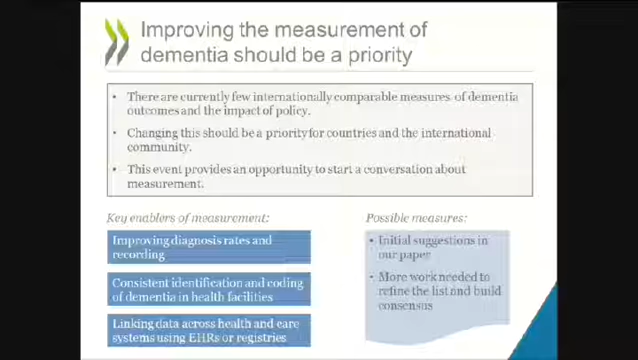 Improving the measurement of
dementia should be a priority
• There are currently few internationally comparable measures of dementia
outcomes and the impact of policy.
• Changing this should be a priority for countries and the international
community.
• This event provides an opportunity to start a conversation about
measurement.
Key enablers of measurement:
Improving diagnosis rates and
recording
Consistent identification and coding
of dementia in health facilities
Linking data across health and care
systems using EHRs or registries
Possible measures:
• Initial suggestions in
our paper
• More work needed to
refine the list and build
consensus